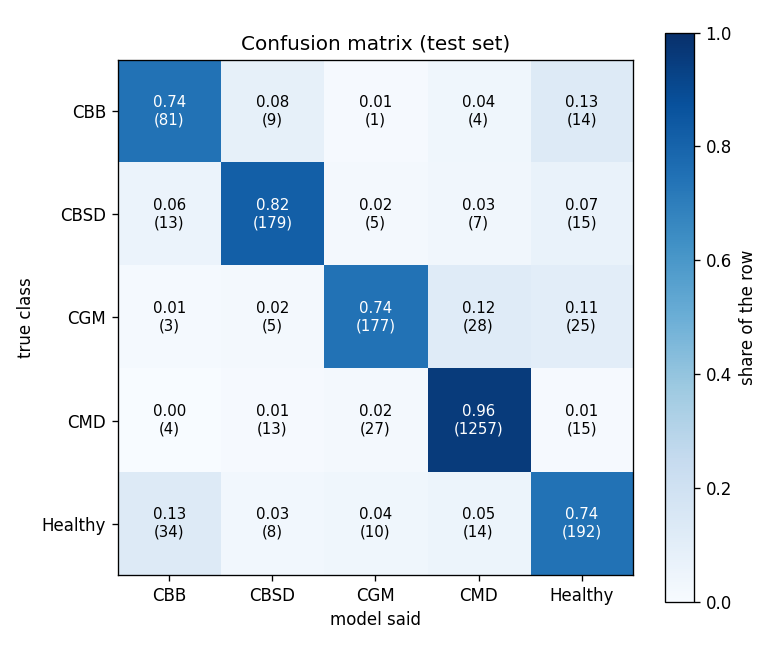 Confusion matrix (test set)
1.0
0.8
0.6
0.4
0.2
0.0
share of the row
true class
CBB
0.74 0.08 0.01 0.04 0.13
(81) (9) (1) (4) (14)
CBSD
0.06 0.82 0.02 0.03 0.07
(13) (179) (5) (7) (15)
CGM
0.01 0.02 0.74 0.12 0.11
(3) (5) (177) (28) (25)
CMD
0.00 0.01 0.02 0.96 0.01
(4) (13) (27) (1257) (15)
Healthy
0.13 0.03 0.04 0.05 0.74
(34) (8) (10) (14) (192)
CBB CBSD CGM CMD Healthy
model said